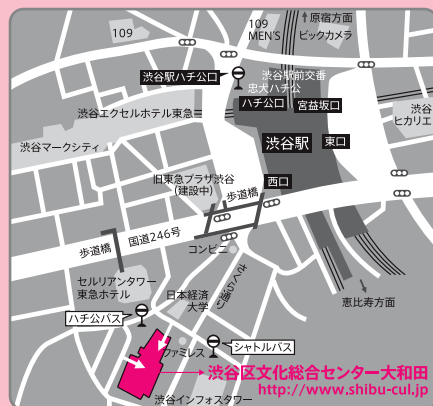 109
109
MEN'S
↑原宿方面
ビックカメラ
渋谷駅ハチ公口
渋谷駅前交番
忠犬ハチ公
ハチ公口
宮益坂口
渋谷
ヒカリエ
渋谷エクセルホテル東急
渋谷マークシティ
渋谷駅
東口
西口
旧東急プラザ渋谷
(建設中)
歩道橋
国道246号
歩道橋
コンビニ
さくら通り
セルリアンタワー
東急ホテル
日本経済
大学
恵比寿方面
ハチ公バス
シャトルバス
ファミレス
渋谷区文化総合センター大和田
http://www.shibu-cul.jp
渋谷インフォスタワー